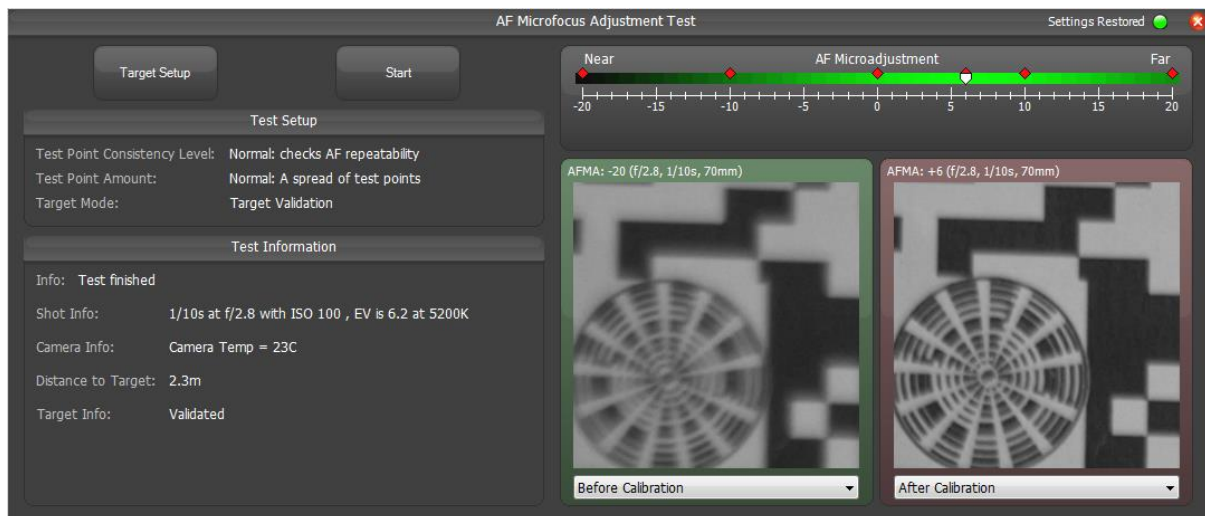 AF Microfocus Adjustment Test
Settings Restored
Target Setup
Start
Test Setup
Test Point Consistency Level: Normal: checks AF repeatability
Test Point Amount: Normal: A spread of test points
Target Mode: Target Validation
Test Information
Info: Test finished
Shot Info: 1/10s at f/2.8 with ISO 100 , EV is 6.2 at 5200K
Camera Info: Camera Temp = 23C
Distance to Target: 2.3m
Target Info: Validated
Near AF Microadjustment Far
-20 -15 -10 -5 0 5 10 15 20
AFMA: -20 (f/2.8, 1/10s, 70mm)
Before Calibration
AFMA: +6 (f/2.8, 1/10s, 70mm)
After Calibration